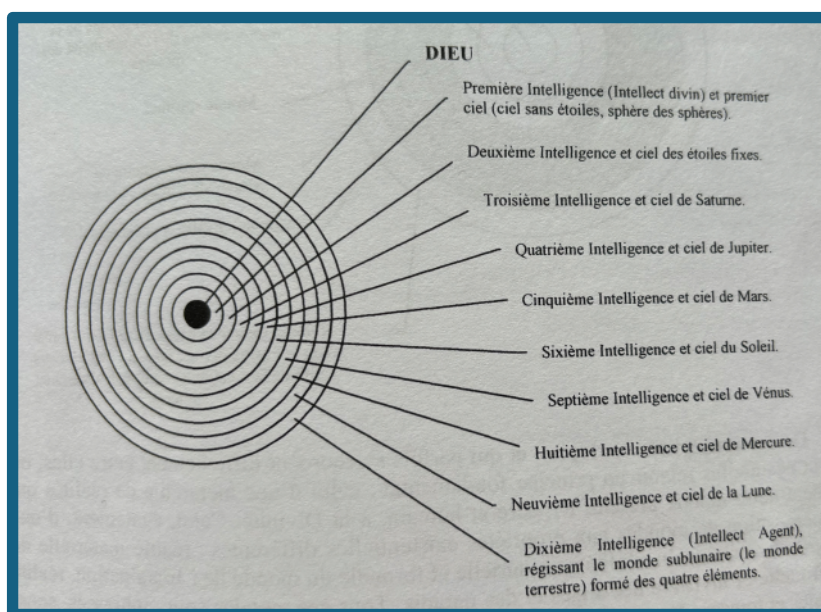 DIEU
Première Intelligence (Intellect divin) et premier
ciel (ciel sans étoiles, sphère des sphères).
Deuxième Intelligence et ciel des étoiles fixes.
Troisième Intelligence et ciel de Saturne.
Quatrième Intelligence et ciel de Jupiter.
Cinquième Intelligence et ciel de Mars.
Sixième Intelligence et ciel du Soleil.
Septième Intelligence et ciel de Vénus.
Huitième Intelligence et ciel de Mercure.
Neuvième Intelligence et ciel de la Lune.
Dixième Intelligence (Intellect Agent),
régissant le monde sublunaire (le monde
terrestre) formé des quatre éléments.